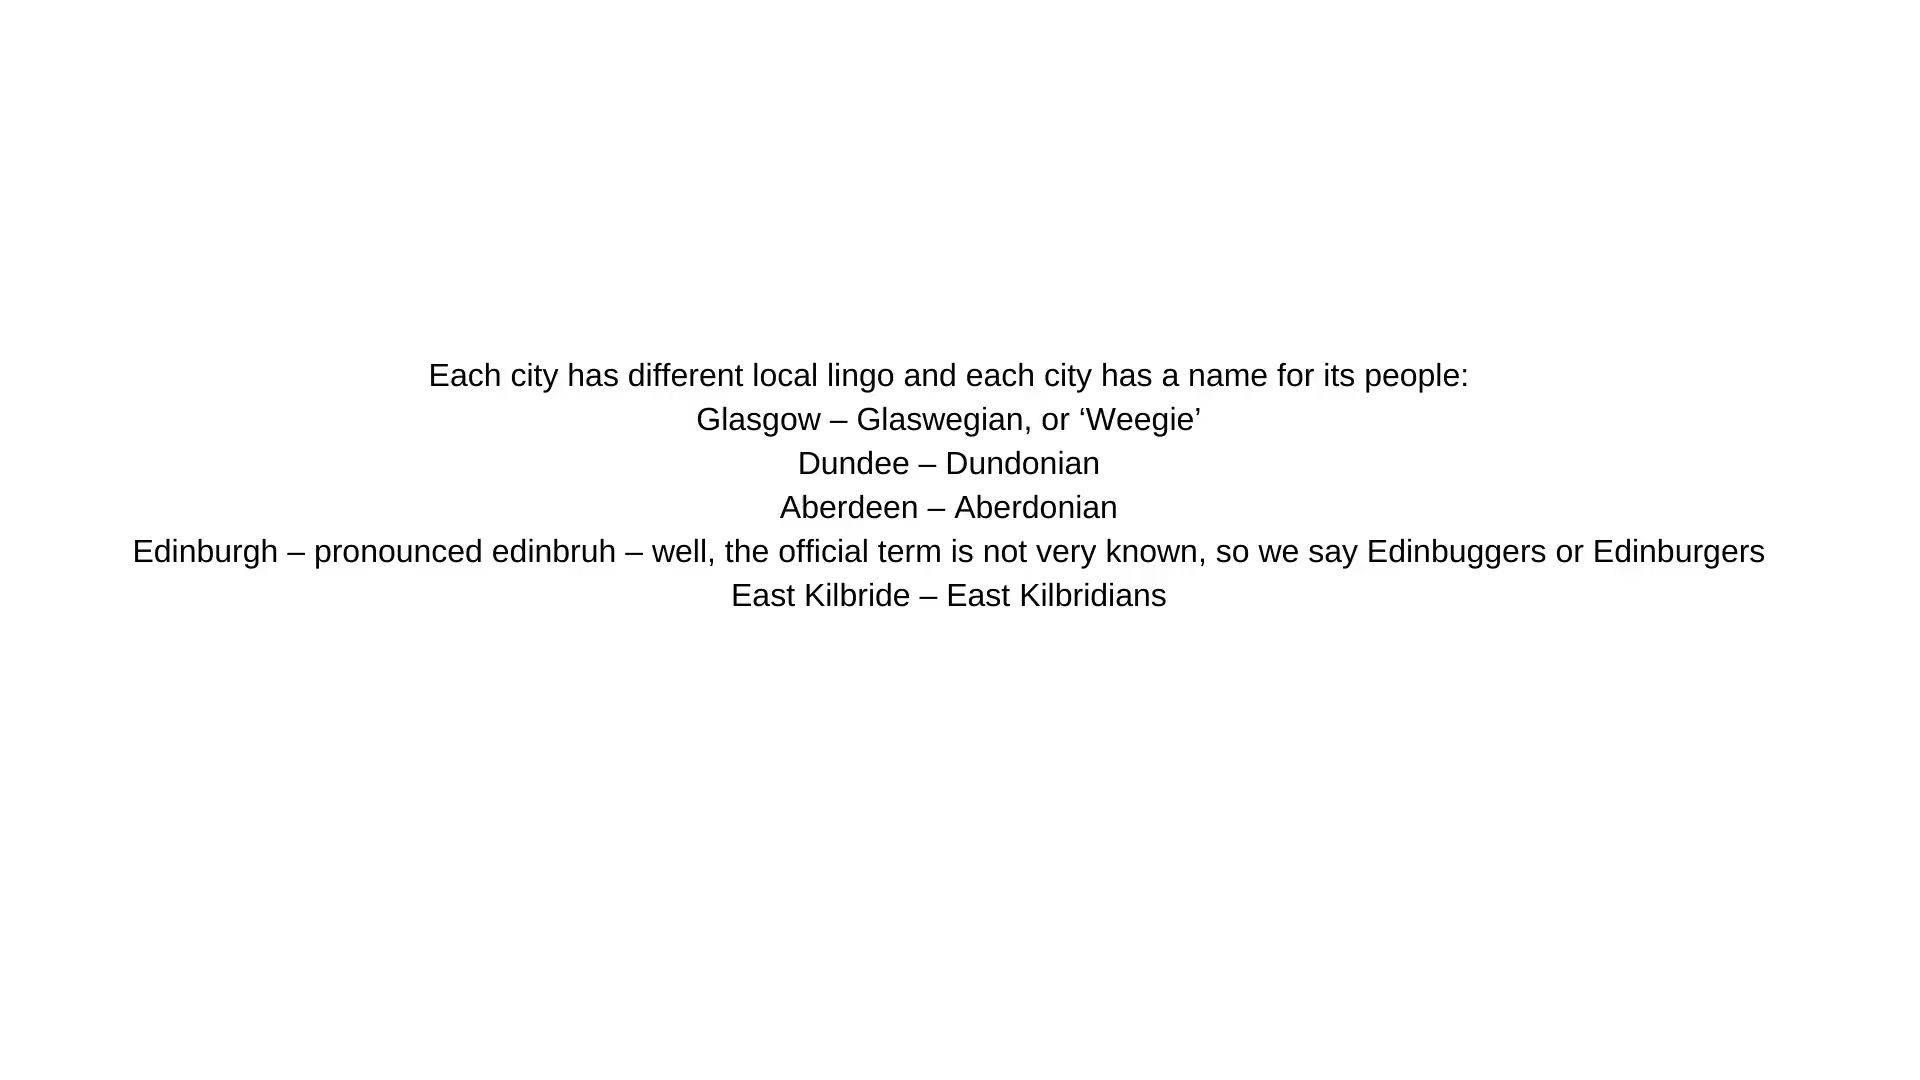 Each city has different local lingo and each city has a name for its people:
Glasgow – Glaswegian, or ‘Weegie’
Dundee – Dundonian
Aberdeen – Aberdonian
Edinburgh – pronounced edinbruh – well, the official term is not very known, so we say Edinbuggers or Edinburgers
East Kilbride – East Kilbridians